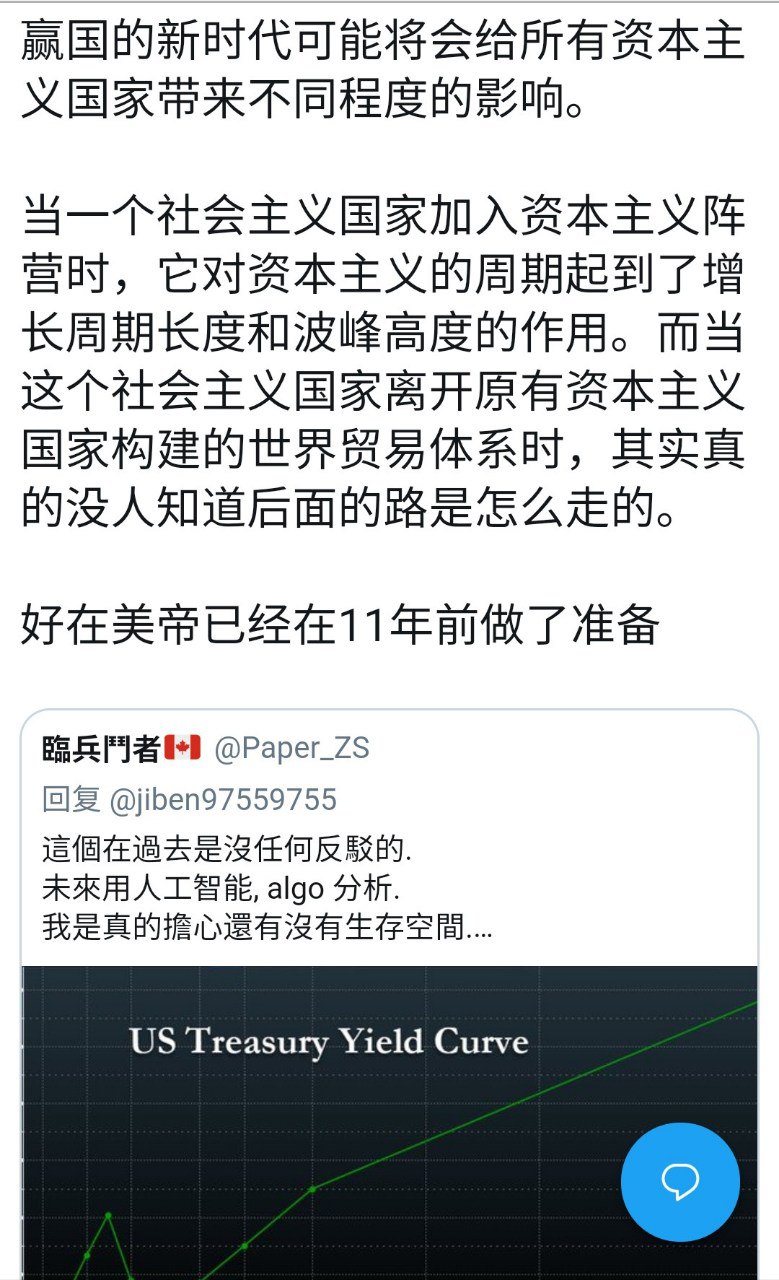 赢国的新时代可能将会给所有资本主
义国家带来不同程度的影响。
当一个社会主义国家加入资本主义阵
营时，它对资本主义的周期起到了增
长周期长度和波峰高度的作用。而当
这个社会主义国家离开原有资本主义
国家构建的世界贸易体系时，其实真
的没人知道后面的路是怎么走的。
好在美帝已经在11年前做了准备
臨兵鬥者🇨🇦 @Paper_ZS
回复 @jiben97559755
這個在過去是沒任何反駁的.
未來用人工智能, algo 分析.
我是真的擔心還有沒有生存空間.…
US Treasury Yield Curve